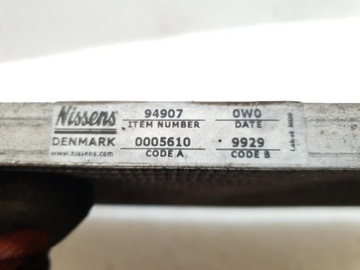 Nissens
94907
0W0
ITEM NUMBER
DATE
DENMARK
0005610
9929
www.nissens.com
CODE A
CODE B